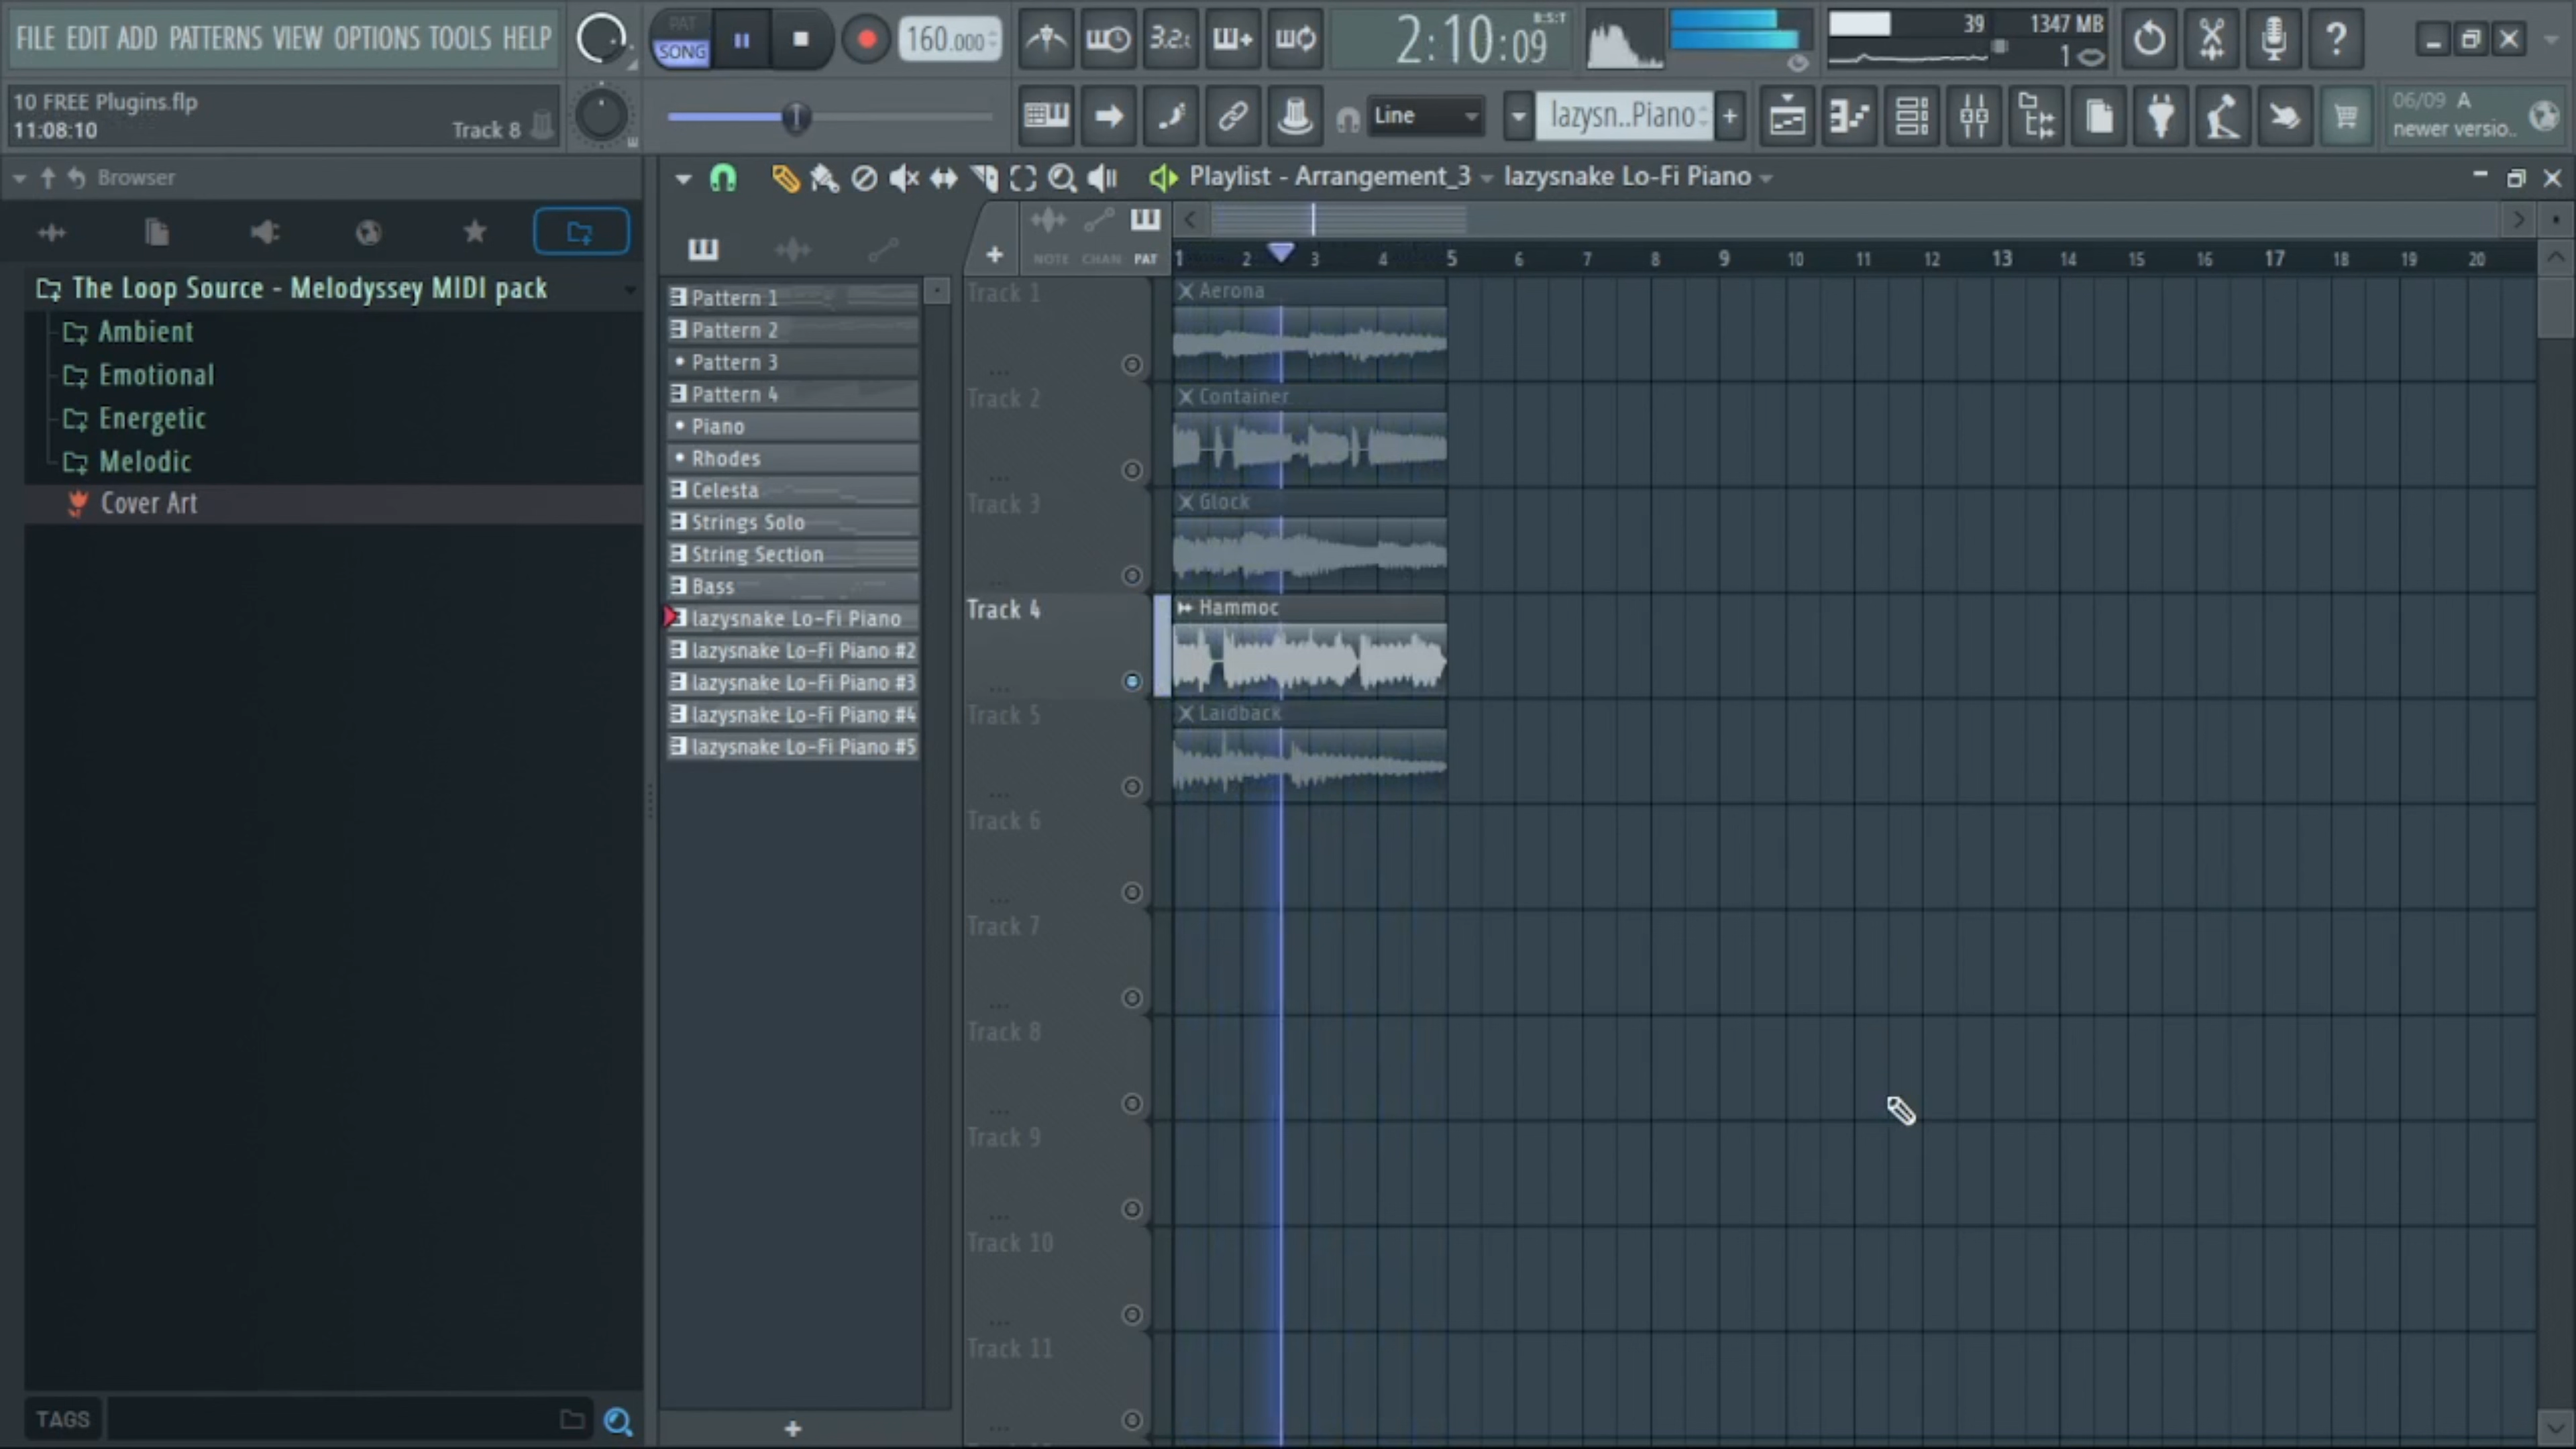 FILE EDIT ADD PATTERNS VIEW OPTIONS TOOLS HELP
PAT
SONG
160.000
3.2.
2:10:09
B:S:T
39
1347 MB
1
10 FREE Plugins.flp
11:08:10
Track 8
Line
lazysn..Piano
06/09 A
newer versio..
Browser
Playlist - Arrangement_3
lazysnake Lo-Fi Piano
The Loop Source - Melodyssey MIDI pack
Ambient
Emotional
Energetic
Melodic
Cover Art
TAGS
Pattern 1
Pattern 2
Pattern 3
Pattern 4
Piano
Rhodes
Celesta
Strings Solo
String Section
Bass
lazysnake Lo-Fi Piano
lazysnake Lo-Fi Piano #2
lazysnake Lo-Fi Piano #3
lazysnake Lo-Fi Piano #4
lazysnake Lo-Fi Piano #5
NOTE CHAN PAT
1 2 3 4 5 6 7 8 9 10 11 12 13 14 15 16 17 18 19 20
Track 1
Aerona
Track 2
Container
Track 3
Glock
Track 4
Hammoc
Track 5
Laidback
Track 6
Track 7
Track 8
Track 9
Track 10
Track 11